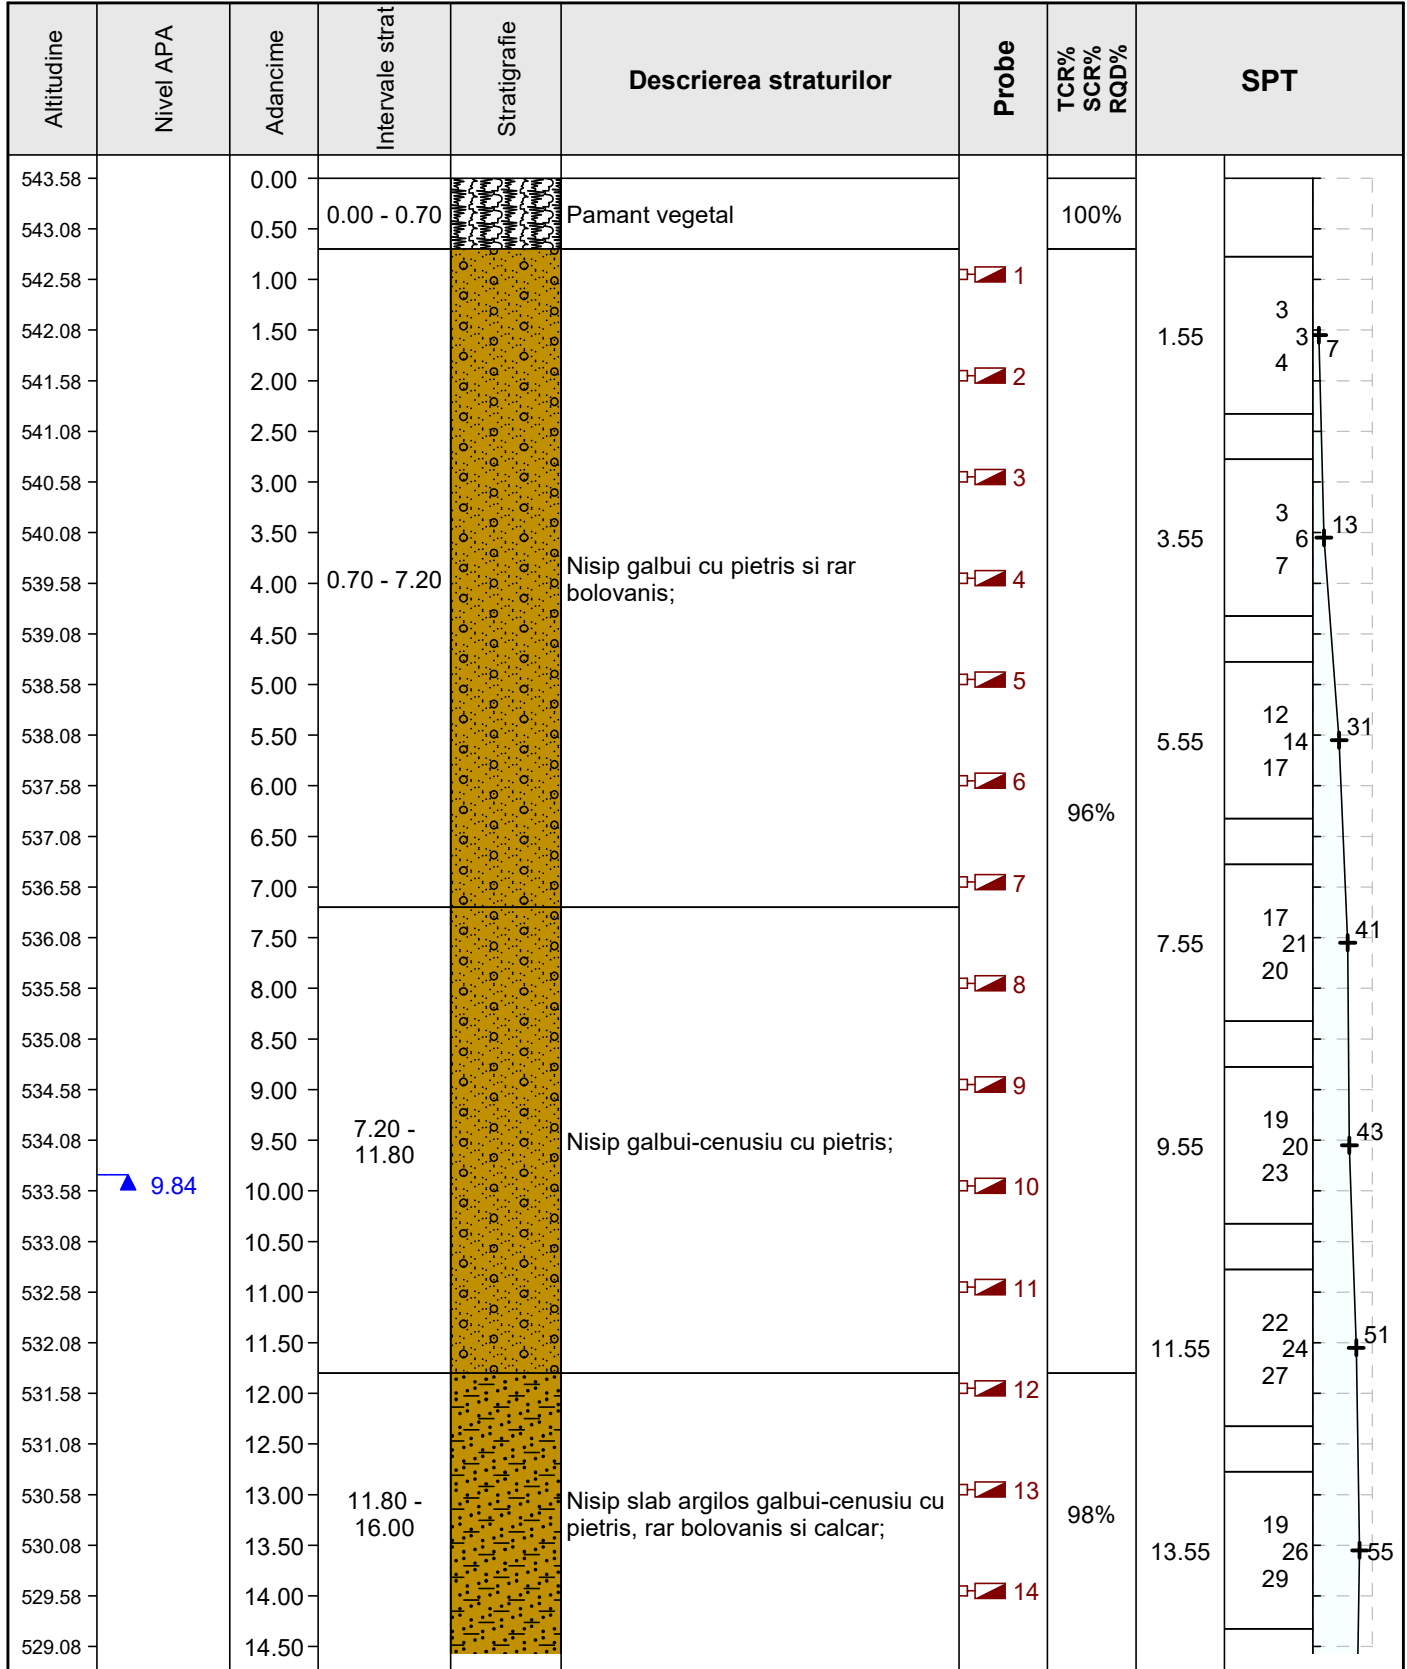 Altitudine
Nivel APA
Adancime
Intervale strat
Stratigrafie
Descrierea straturilor
Probe
TCR%
SCR%
RQD%
SPT
543.58 0.00
0.00 - 0.70 Pamant vegetal 100%
543.08 0.50
542.58 1.00 1
3
542.08 1.50 1.55 3 7
4
541.58 2.00 2
541.08 2.50
540.58 3.00 3
3
540.08 3.50 3.55 6 13
7
539.58 0.70 - 7.20 4.00 Nisip galbui cu pietris si rar 4
bolovanis;
539.08 4.50
538.58 5.00 5
12
538.08 5.50 5.55 14 31
17
537.58 6.00 6
96%
537.08 6.50
536.58 7.00 7
17
536.08 7.50 7.55 21 41
20
535.58 8.00 8
535.08 8.50
534.58 9.00 9
19
534.08 9.50 7.20 - Nisip galbui-cenusiu cu pietris; 9.55 20 43
11.80
23
533.58 9.84 10.00 10
533.08 10.50
532.58 11.00 11
22
532.08 11.50 11.55 24 51
27
531.58 12.00 12
531.08 12.50
530.58 13.00 11.80 - Nisip slab argilos galbui-cenusiu cu 13
16.00 pietris, rar bolovanis si calcar; 98%
19
530.08 13.50 13.55 26 55
29
529.58 14.00 14
529.08 14.50